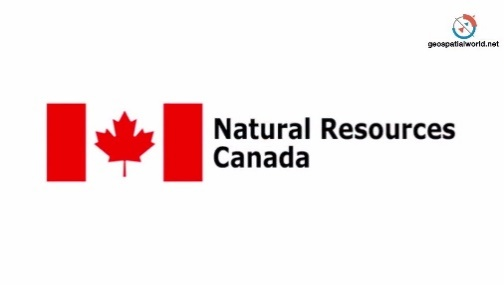 geospatialworld.net
Natural Resources
Canada